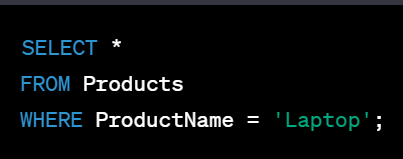 SELECT *
FROM Products
WHERE ProductName = 'Laptop';